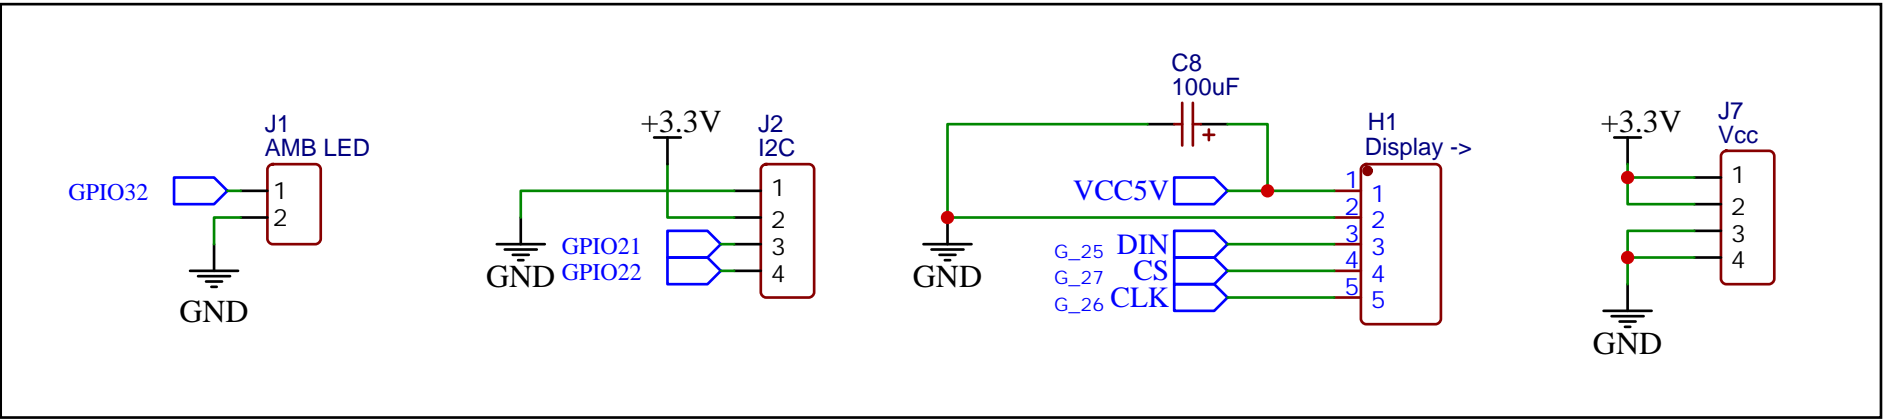 J1
AMB LED
GPIO32
1
2
GND
+3.3V
J2
I2C
1
2
3
4
GPIO21
GPIO22
GND
C8
100uF
+
H1
Display ->
VCC5V
1 1
2 2
G_25 DIN 3 3
G_27 CS 4 4
G_26 CLK 5 5
GND
+3.3V
J7
Vcc
1
2
3
4
GND